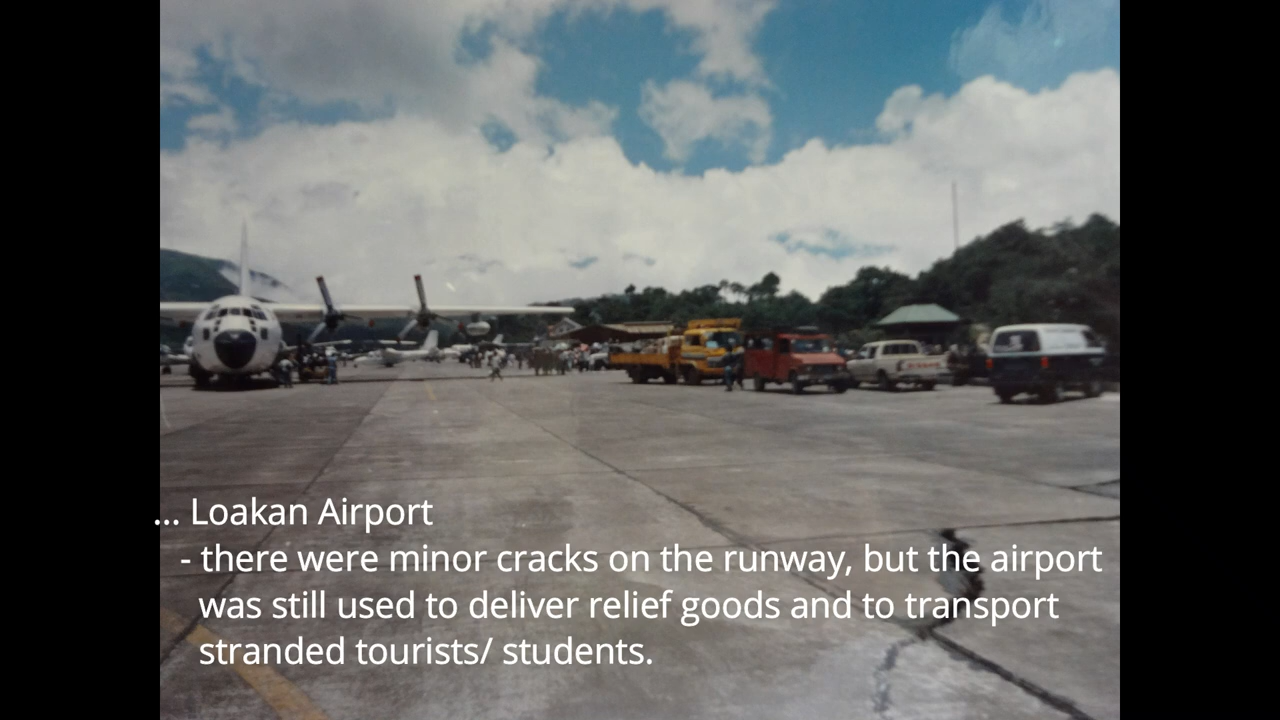 ... Loakan Airport
- there were minor cracks on the runway, but the airport
was still used to deliver relief goods and to transport
stranded tourists/ students.